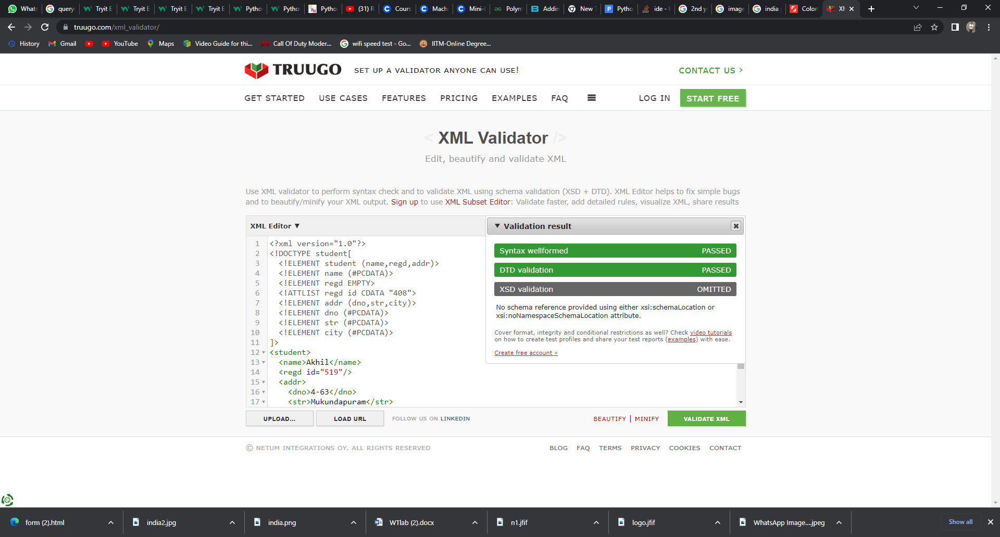 Whats
query
Tryit E
Tryit E
Tryit E
Tryit E
Pytho
Pytho
Pytho
(31) R
Cours
Machi
Mini-
Polym
Addin
New T
Pytho
ide -
2nd y
image
india
Color
XM
truugo.com/xml_validator/
History
Gmail
YouTube
Maps
Video Guide for thi...
Call Of Duty Moder...
wifi speed test - Go...
IITM-Online Degree...
TRUUGO
SET UP A VALIDATOR ANYONE CAN USE!
CONTACT US >
GET STARTED USE CASES FEATURES PRICING EXAMPLES FAQ LOG IN START FREE
< XML Validator />
Edit, beautify and validate XML
Use XML validator to perform syntax check and to validate XML using schema validation (XSD + DTD). XML Editor helps to fix simple bugs
and to beautify/minify your XML output. Sign up to use XML Subset Editor: Validate faster, add detailed rules, visualize XML, share results
XML Editor ▼
1 <?xml version="1.0"?>
2 <!DOCTYPE student[
3 <!ELEMENT student (name,regd,addr)>
4 <!ELEMENT name (#PCDATA)>
5 <!ELEMENT regd EMPTY>
6 <!ATTLIST regd id CDATA "408">
7 <!ELEMENT addr (dno,str,city)>
8 <!ELEMENT dno (#PCDATA)>
9 <!ELEMENT str (#PCDATA)>
10 <!ELEMENT city (#PCDATA)>
11 ]>
12 <student>
13 <name>Akhil</name>
14 <regd id="519"/>
15 <addr>
16 <dno>4-63</dno>
17 <str>Mukundapuram</str>
▼ Validation result
Syntax wellformed PASSED
DTD validation PASSED
XSD validation OMITTED
No schema reference provided using either xsi:schemaLocation or
xsi:noNamespaceSchemaLocation attribute.
Cover format, integrity and conditional restrictions as well? Check video tutorials
on how to create test profiles and share your test reports (examples) with ease.
Create free account »
UPLOAD... LOAD URL FOLLOW US ON LINKEDIN BEAUTIFY | MINIFY VALIDATE XML
© NETUM INTEGRATIONS OY. ALL RIGHTS RESERVED
BLOG FAQ TERMS PRIVACY COOKIES CONTACT
form (2).html
india2.jpg
india.png
WTlab (2).docx
n1.jfif
logo.jfif
WhatsApp Image....jpeg
Show all